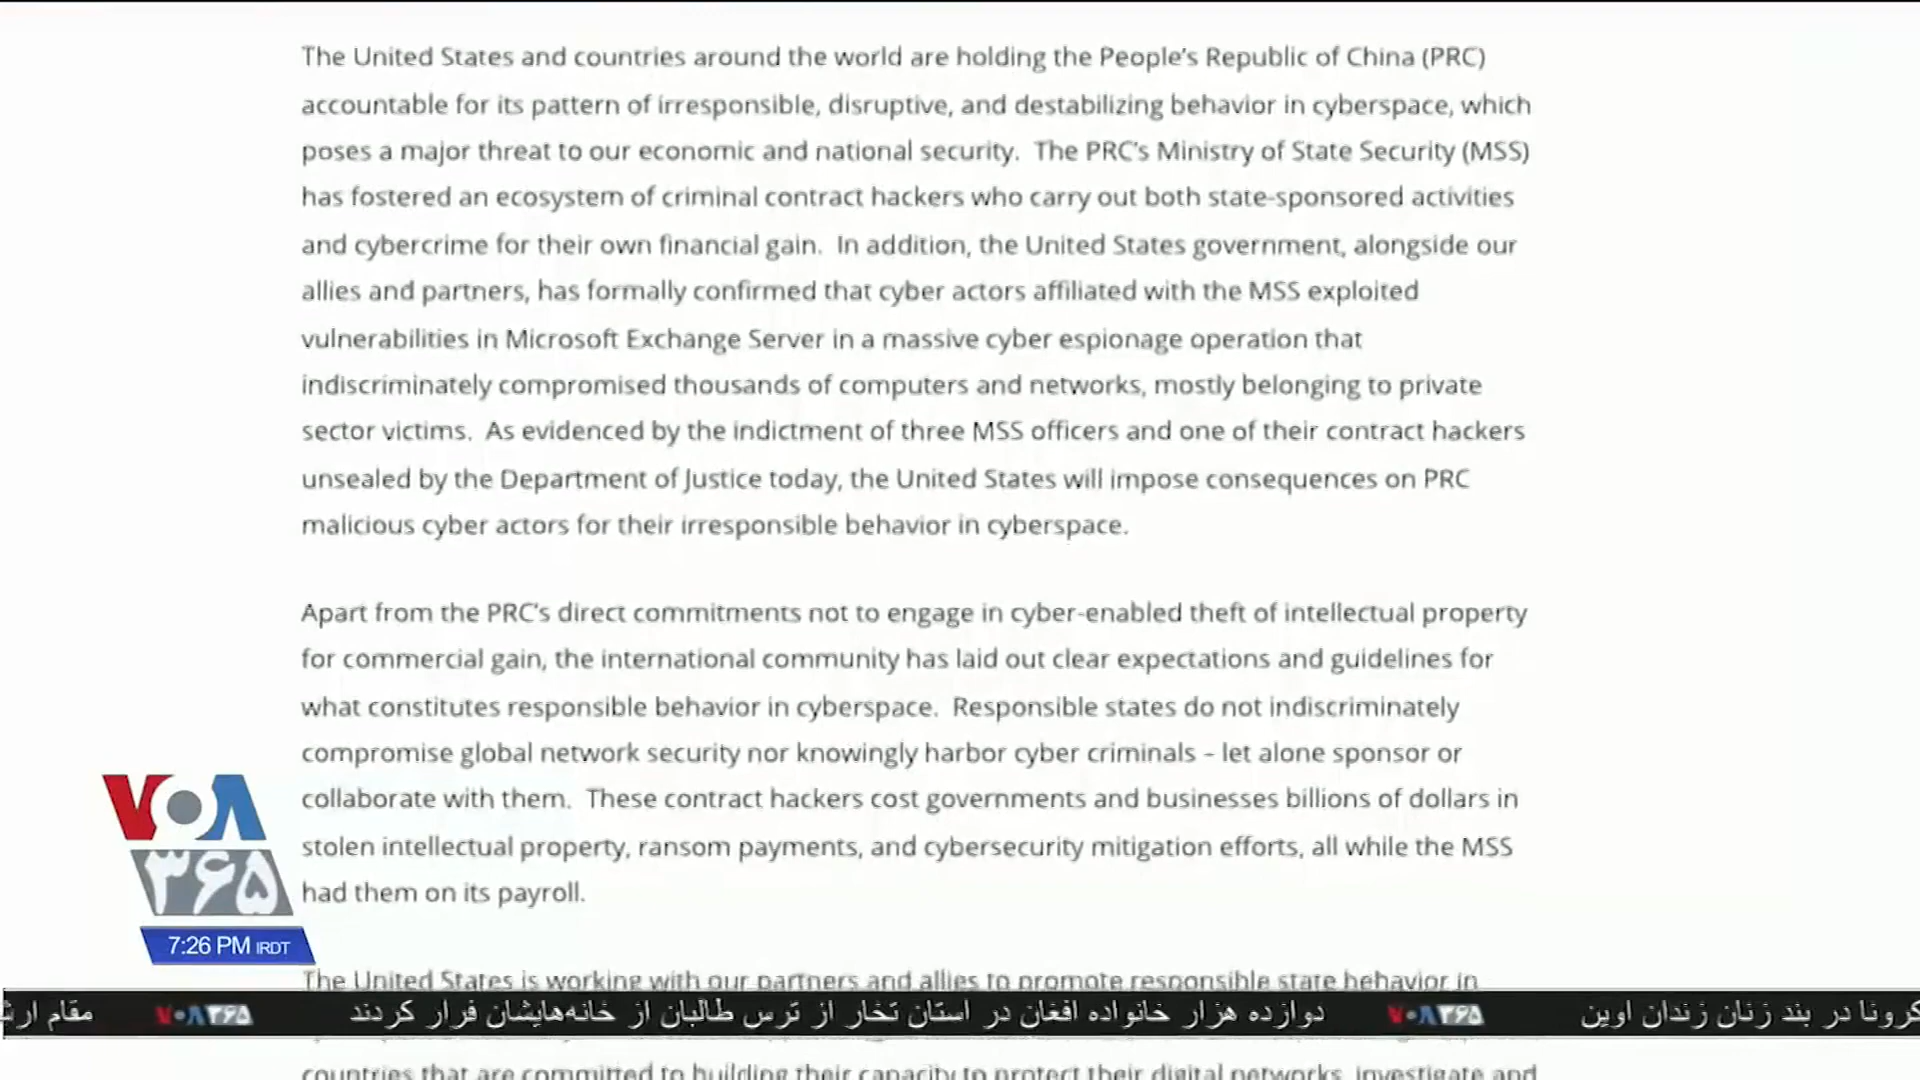 The United States and countries around the world are holding the People's Republic of China (PRC)
accountable for its pattern of irresponsible, disruptive, and destabilizing behavior in cyberspace, which
poses a major threat to our economic and national security.  The PRC's Ministry of State Security (MSS)
has fostered an ecosystem of criminal contract hackers who carry out both state-sponsored activities
and cybercrime for their own financial gain.  In addition, the United States government, alongside our
allies and partners, has formally confirmed that cyber actors affiliated with the MSS exploited
vulnerabilities in Microsoft Exchange Server in a massive cyber espionage operation that
indiscriminately compromised thousands of computers and networks, mostly belonging to private
sector victims.  As evidenced by the indictment of three MSS officers and one of their contract hackers
unsealed by the Department of Justice today, the United States will impose consequences on PRC
malicious cyber actors for their irresponsible behavior in cyberspace.
Apart from the PRC's direct commitments not to engage in cyber-enabled theft of intellectual property
for commercial gain, the international community has laid out clear expectations and guidelines for
what constitutes responsible behavior in cyberspace.  Responsible states do not indiscriminately
compromise global network security nor knowingly harbor cyber criminals – let alone sponsor or
collaborate with them.  These contract hackers cost governments and businesses billions of dollars in
stolen intellectual property, ransom payments, and cybersecurity mitigation efforts, all while the MSS
had them on its payroll.
VOA
۳۶۵
7:26 PM IRDT
The United States is working with our partners and allies to promote responsible state behavior in
کرونا در بند زنان زندان اوین VOA۳۶۵ دوازده هزار خانواده افغان در استان تخار از ترس طالبان از خانه‌هایشان فرار کردند VOA۳۶۵ مقام
countries that are committed to building their capacity to protect their digital networks, investigate and